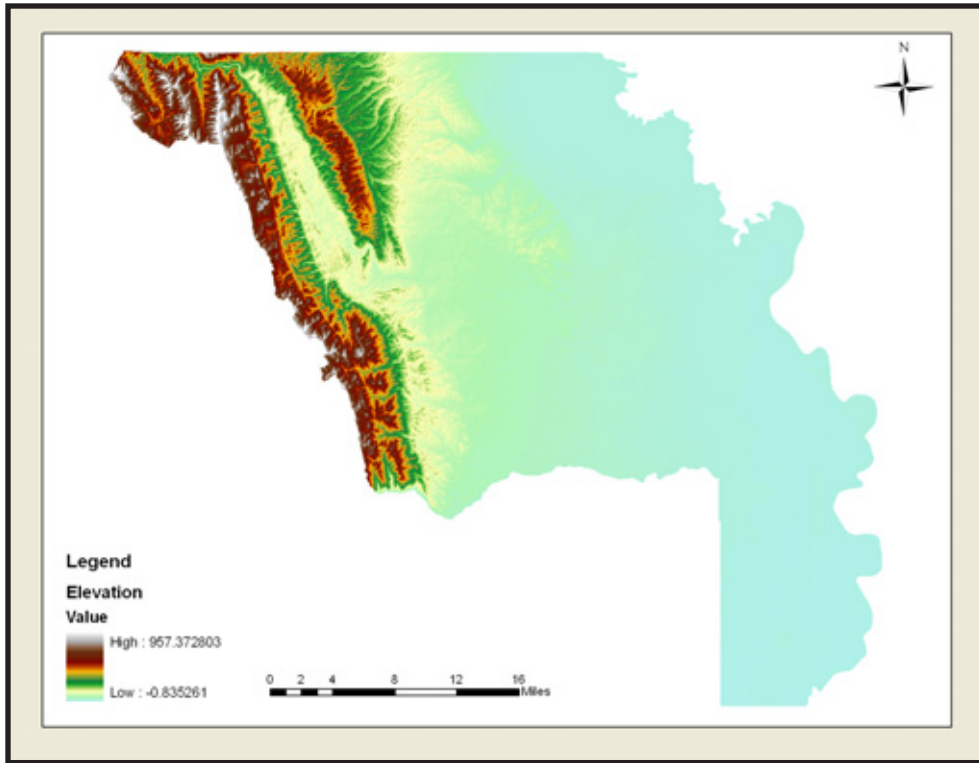 N
Legend
Elevation
Value
High : 957.372803
Low : -0.835261
0 2 4 8 12 16
Miles